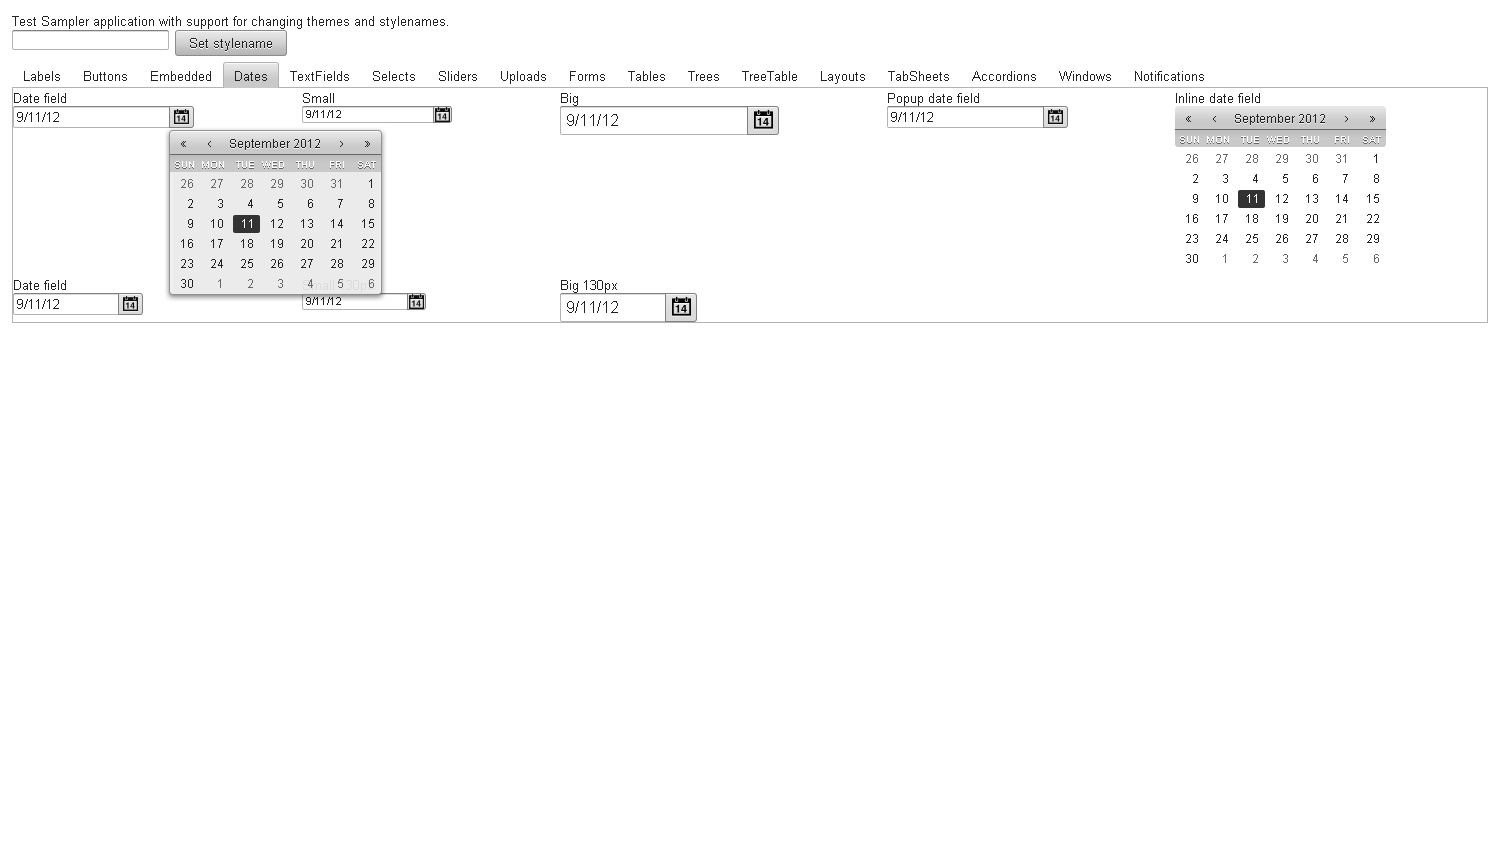 Test Sampler application with support for changing themes and stylenames.
Set stylename
Labels Buttons Embedded Dates TextFields Selects Sliders Uploads Forms Tables Trees TreeTable Layouts TabSheets Accordions Windows Notifications
Date field Small Big Popup date field Inline date field
9/11/12 14 9/11/12 14 9/11/12 14 9/11/12 14
« ‹ September 2012 › »
SUN MON TUE WED THU FRI SAT
26 27 28 29 30 31 1
2 3 4 5 6 7 8
9 10 11 12 13 14 15
16 17 18 19 20 21 22
23 24 25 26 27 28 29
30 1 2 3 4 5 6
« ‹ September 2012 › »
SUN MON TUE WED THU FRI SAT
26 27 28 29 30 31 1
2 3 4 5 6 7 8
9 10 11 12 13 14 15
16 17 18 19 20 21 22
23 24 25 26 27 28 29
30 1 2 3 4 5 6
Date field Big 130px
9/11/12 14 9/11/12 14 9/11/12 14